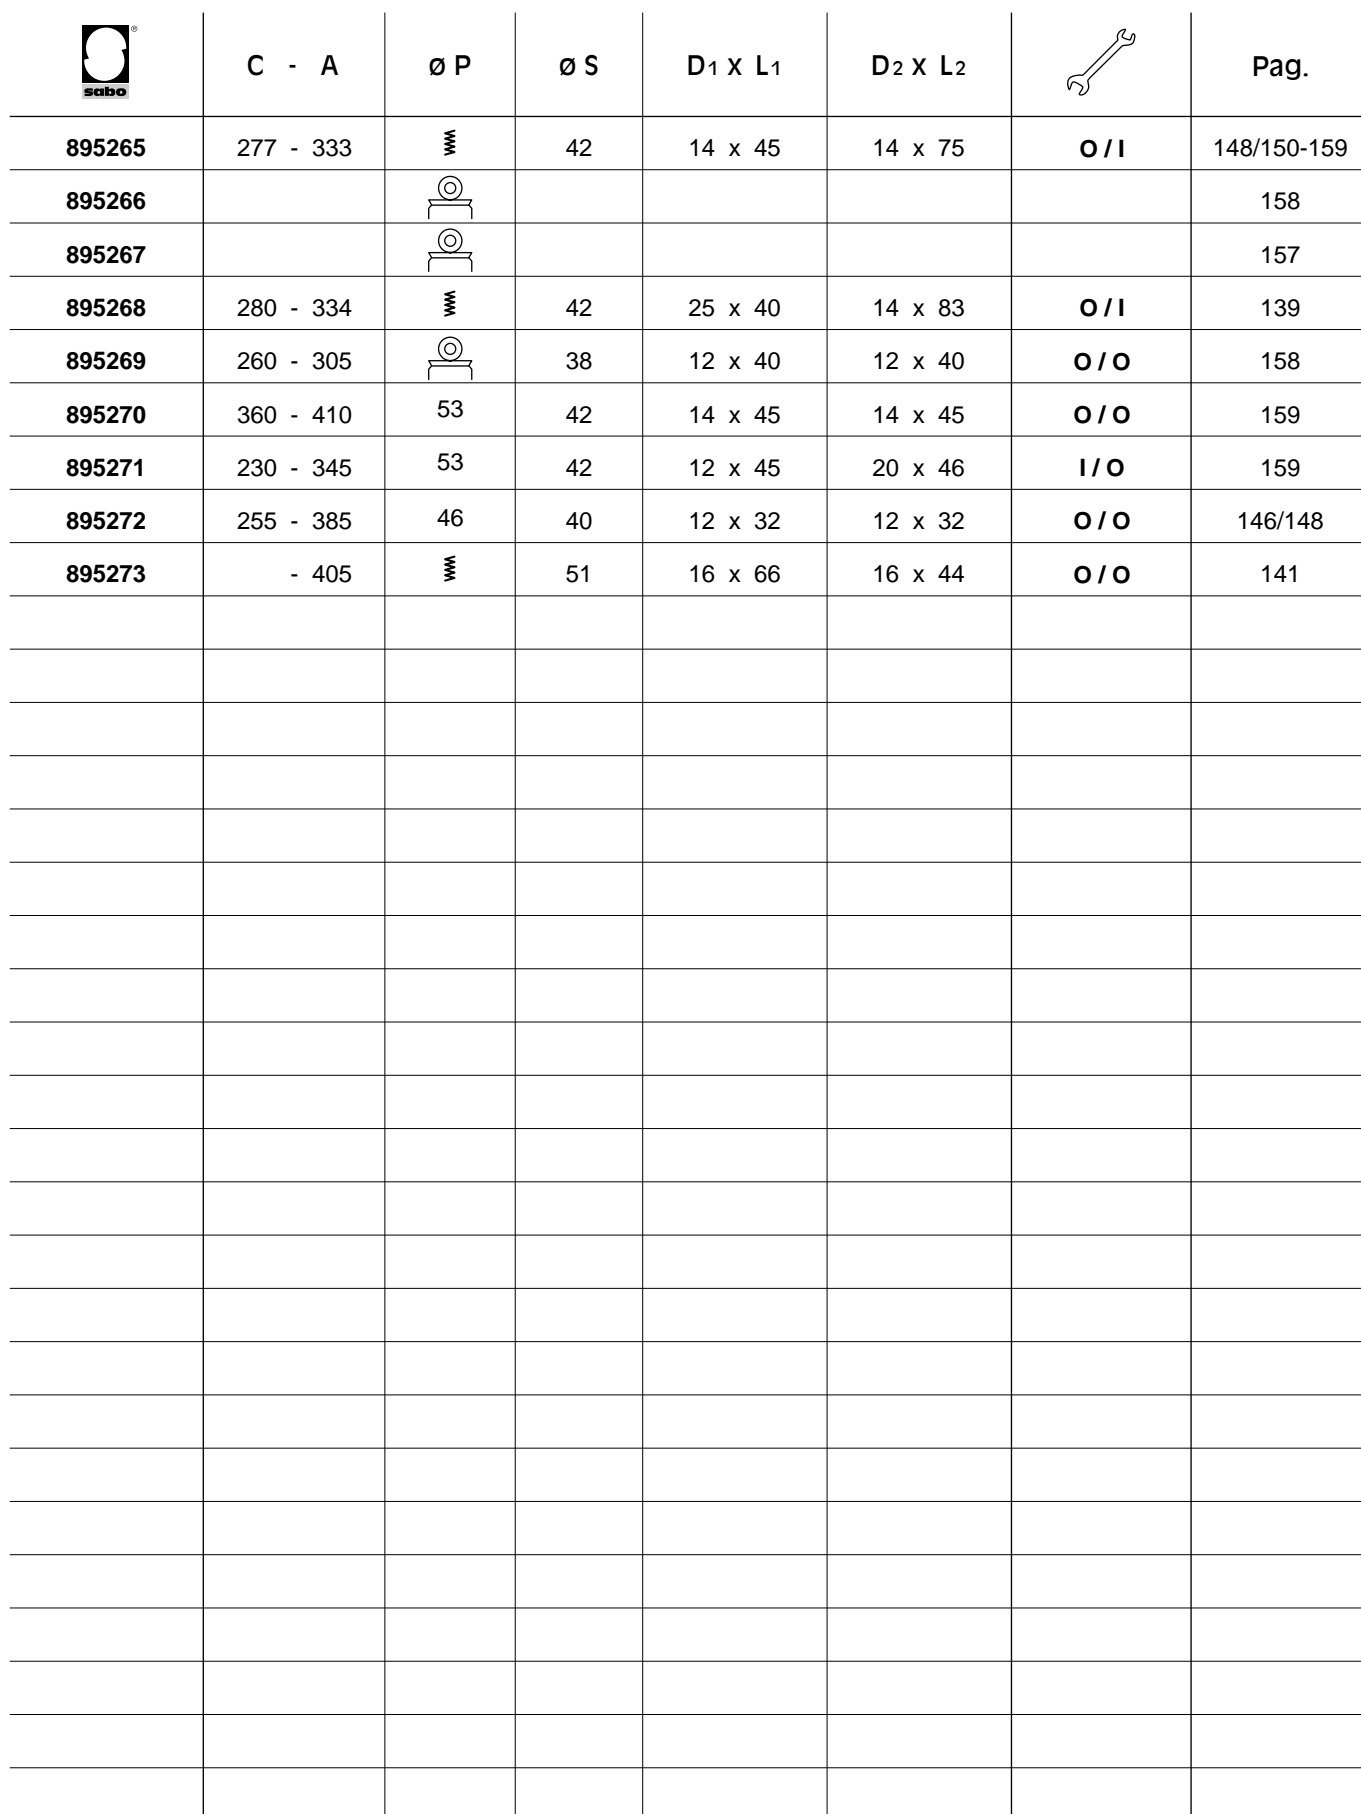 sabo ® C - A ø P ø S D1 x L1 D2 x L2 Pag.
895265 277 - 333 42 14 x 45 14 x 75 O / I 148/150-159
895266 158
895267 157
895268 280 - 334 42 25 x 40 14 x 83 O / I 139
895269 260 - 305 38 12 x 40 12 x 40 O / O 158
895270 360 - 410 53 42 14 x 45 14 x 45 O / O 159
895271 230 - 345 53 42 12 x 45 20 x 46 I / O 159
895272 255 - 385 46 40 12 x 32 12 x 32 O / O 146/148
895273 - 405 51 16 x 66 16 x 44 O / O 141